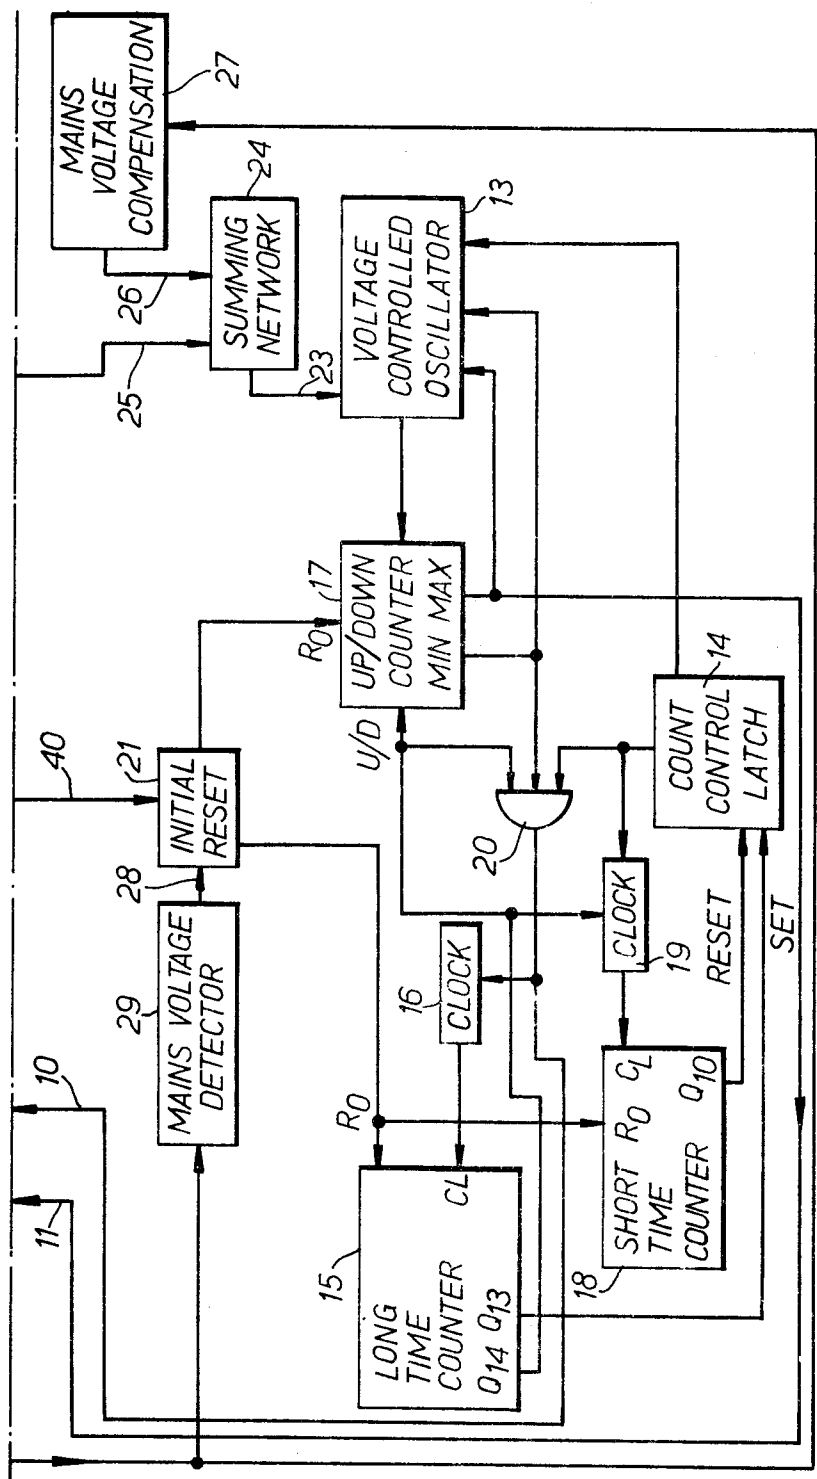 MAINS
VOLTAGE
COMPENSATION
27
26
25
SUMMING
NETWORK
24
23
VOLTAGE
CONTROLLED
OSCILLATOR
13
40
INITIAL
RESET
21
28
MAINS VOLTAGE
DETECTOR
29
10
11
R0
UP/DOWN
COUNTER
MIN MAX
17
U/D
20
COUNT
CONTROL
LATCH
14
CLOCK
16
CLOCK
19
RESET
SET
R0
LONG
TIME
COUNTER
CL
Q14 Q13
15
SHORT R0 CL
TIME
COUNTER Q10
18